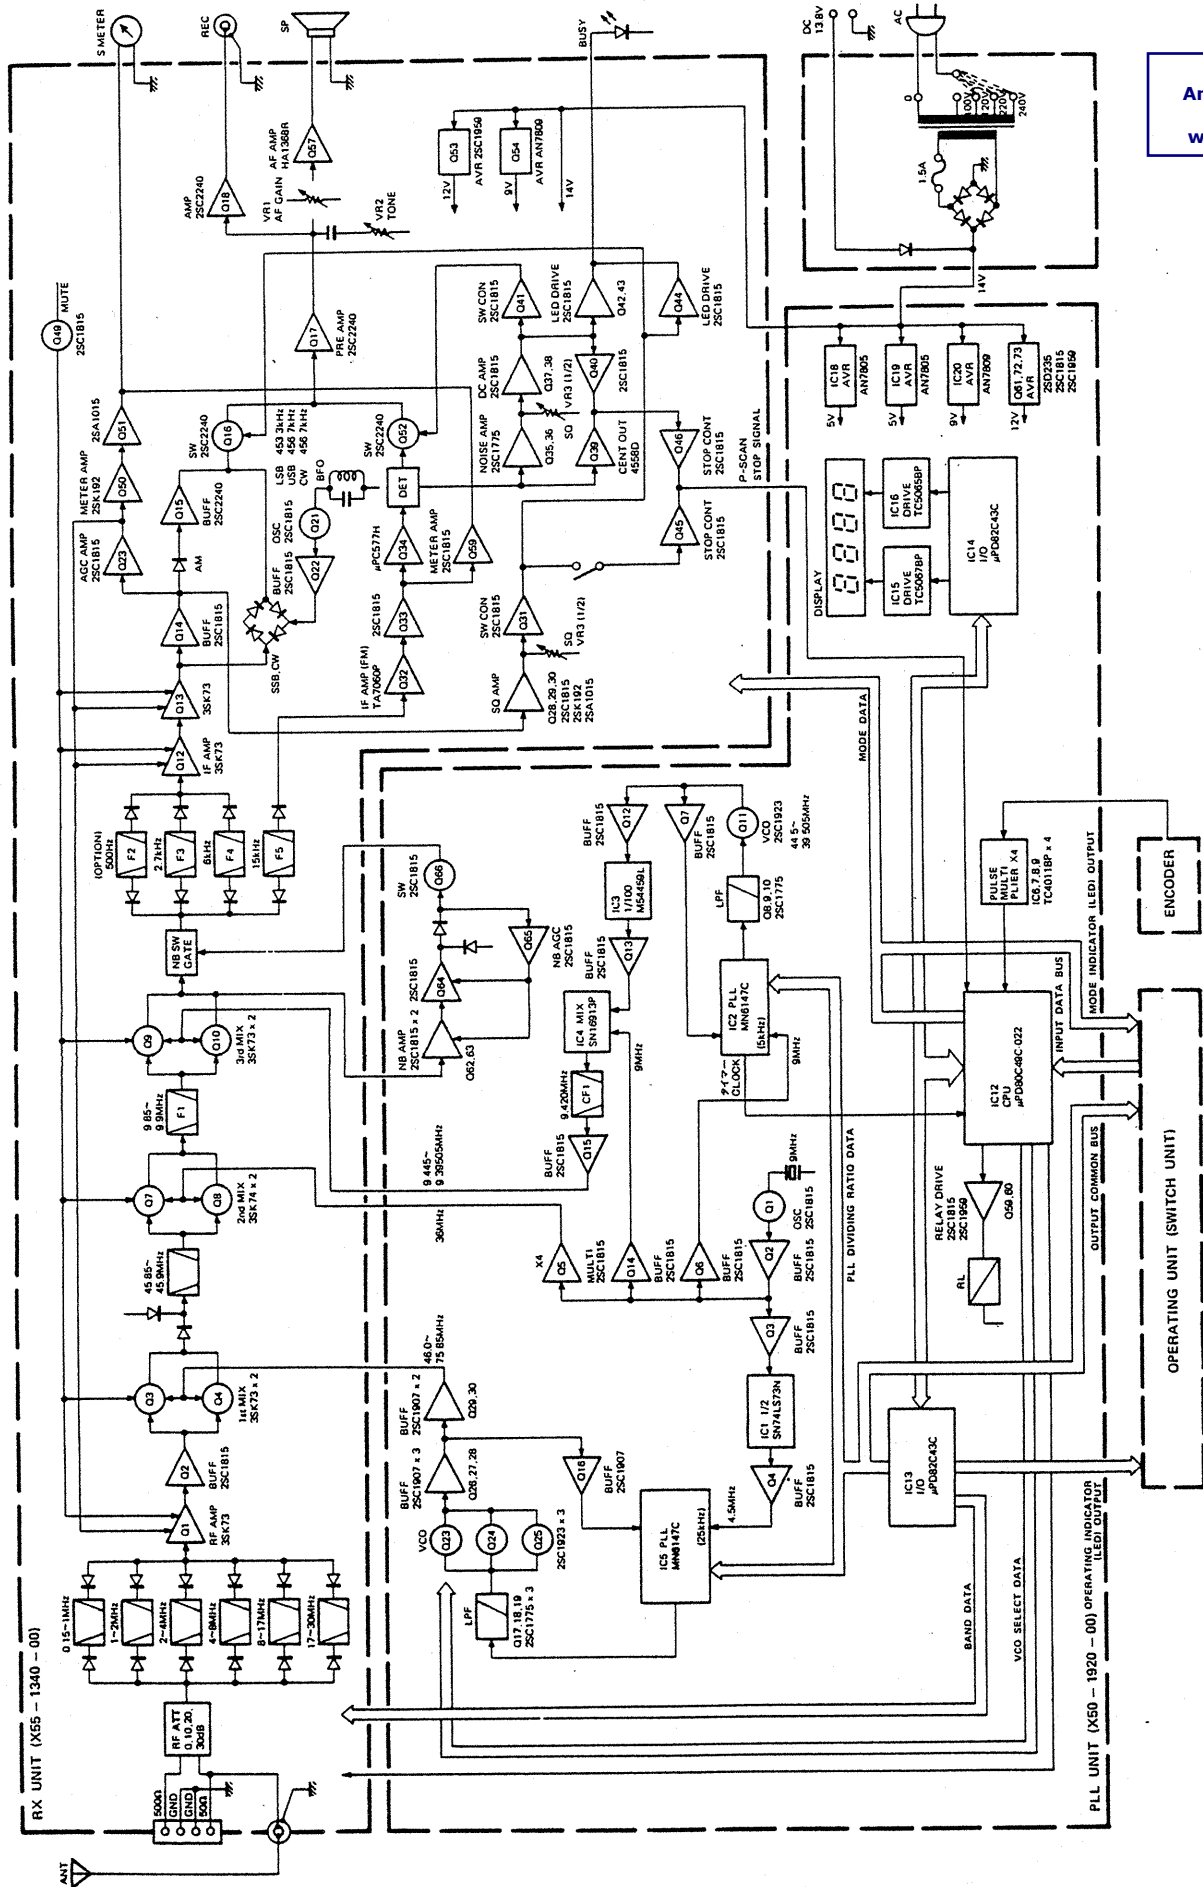 RX UNIT (X55 – 1340 – 00)
ANT
500Ω
GND
GND
50Ω
RF ATT
0,10,20,
30dB
0.15~1MHz
1~2MHz
2~4MHz
4~8MHz
8~17MHz
17~30MHz
Q1
RF AMP
3SK73
Q2
BUFF
2SC1815
Q3
Q4
1st MIX
3SK73 x 2
45.85~
45.9MHz
Q7
Q8
2nd MIX
3SK74 x 2
9.85~
9.9MHz
F1
Q9
Q10
3rd MIX
3SK73 x 2
NB SW
GATE
(OPTION)
500Hz
F2
2.7kHz
F3
6kHz
F4
15kHz
F5
Q12
IF AMP
3SK73
Q13
3SK73
Q14
BUFF
2SC1815
AM
Q15
BUFF
2SC2240
SSB,CW
AGC AMP
2SC1815
Q23
METER AMP
2SK192
Q50
Q51
2SA1015
Q49
2SC1815
MUTE
S METER
REC
SP
AMP
2SC2240
Q18
VR1
AF GAIN
AF AMP
HA1368R
Q57
VR2
TONE
SW
2SC2240
Q16
Q17
PRE AMP
2SC2240
LSB 453.3kHz
USB 456.7kHz
CW 456.7kHz
BFO
OSC
2SC1815
Q21
BUFF
2SC1815
Q22
SW
2SC2240
Q52
DET
IF AMP (FM)
TA7060P
Q32
2SC1815
Q33
μPC577H
Q34
METER AMP
2SC1815
Q59
NOISE AMP
2SC1775
Q35,36
SQ
VR3 (1/2)
DC AMP
2SC1815
Q37,38
SW CON
2SC1815
Q41
LED DRIVE
2SC1815
Q42,43
Q44
LED DRIVE
2SC1815
BUSY
Q39
CENT OUT
4558D
Q40
2SC1815
SQ AMP
Q28,29,30
2SC1815
2SK192
2SA1015
SQ
VR3 (1/2)
SW CON
2SC1815
Q31
Q45
STOP CONT
2SC1815
Q46
STOP CONT
2SC1815
P-SCAN
STOP SIGNAL
12V
Q53
AVR 2SC1959
9V
Q54
AVR AN7809
14V
DC
13.8V
AC
0
100V
120V
220V
240V
1.5A
14V
NB AMP
2SC1815 x 2
Q62,63
Q64
2SC1815
Q65
NB AGC
2SC1815
SW
2SC1815
Q66
46.0~
75.85MHz
36MHz
9.445~
9.39505MHz
VCO
Q23
Q24
Q25
2SC1923 x 3
BUFF
2SC1907 x 3
Q26,27,28
BUFF
2SC1907 x 2
Q29,30
LPF
Q17,18,19
2SC1775 x 3
Q16
BUFF
2SC1907
IC5 PLL
MN6147C
(25kHz)
4.5MHz
Q4
BUFF
2SC1815
IC1 1/2
SN74LS73N
Q3
BUFF
2SC1815
Q2
BUFF
2SC1815
Q1
OSC
2SC1815
9MHz
X4
Q5
MULTI
2SC1815
Q14
BUFF
2SC1815
Q6
BUFF
2SC1815
BUFF
2SC1815
Q15
9.420MHz
CF1
IC4 MIX
SN16913P
9MHz
BUFF
2SC1815
Q13
IC3
1/100
M54459L
BUFF
2SC1815
Q12
Q7
BUFF
2SC1815
Q11
VCO
2SC1923
44.5~
39.505MHz
LPF
Q8,9,10
2SC1775
IC2 PLL
MN6147C
(5kHz)
9MHz
タイマー
CLOCK
PLL DIVIDING RATIO DATA
IC18
AVR
AN7805
5V
IC19
AVR
AN7805
5V
IC20
AVR
AN7809
9V
Q61,72,73
AVR
2SD235
2SC1815
2SC1959
12V
DISPLAY
8888
IC15
DRIVE
TC5067BP
IC16
DRIVE
TC5065BP
IC14
I/O
μPD82C43C
MODE DATA
PULSE
MULTI
PLIER X4
IC6,7,8,9
TC4011BP x 4
ENCODER
MODE INDICATOR (LED) OUTPUT
INPUT DATA BUS
IC12
CPU
μPD80C49C-022
OUTPUT COMMON BUS
RELAY DRIVE
2SC1815
2SC1959
Q59,60
RL
IC13
I/O
μPD82C43C
BAND DATA
VCO SELECT DATA
OPERATING INDICATOR
(LED) OUTPUT
PLL UNIT (X50 – 1920 – 00)
OPERATING UNIT (SWITCH UNIT)